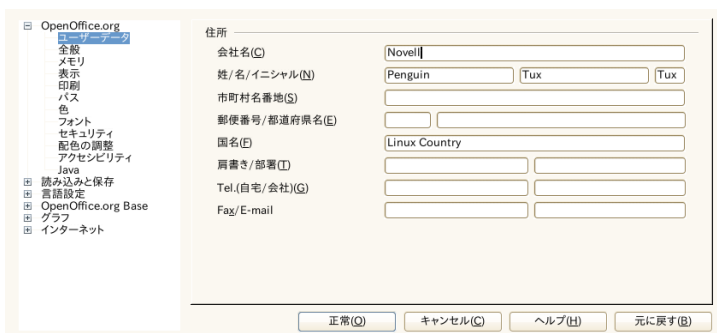 OpenOffice.org
ユーザーデータ
全般
メモリ
表示
印刷
パス
色
フォント
セキュリティ
配色の調整
アクセシビリティ
Java
読み込みと保存
言語設定
OpenOffice.org Base
グラフ
インターネット
住所
会社名(C) Novell
姓/名/イニシャル(N) Penguin Tux Tux
市町村名番地(S)
郵便番号/都道府県名(E)
国名(F) Linux Country
肩書き/部署(T)
Tel.(自宅/会社)(G)
Fax/E-mail
正常(O) キャンセル(C) ヘルプ(H) 元に戻す(B)